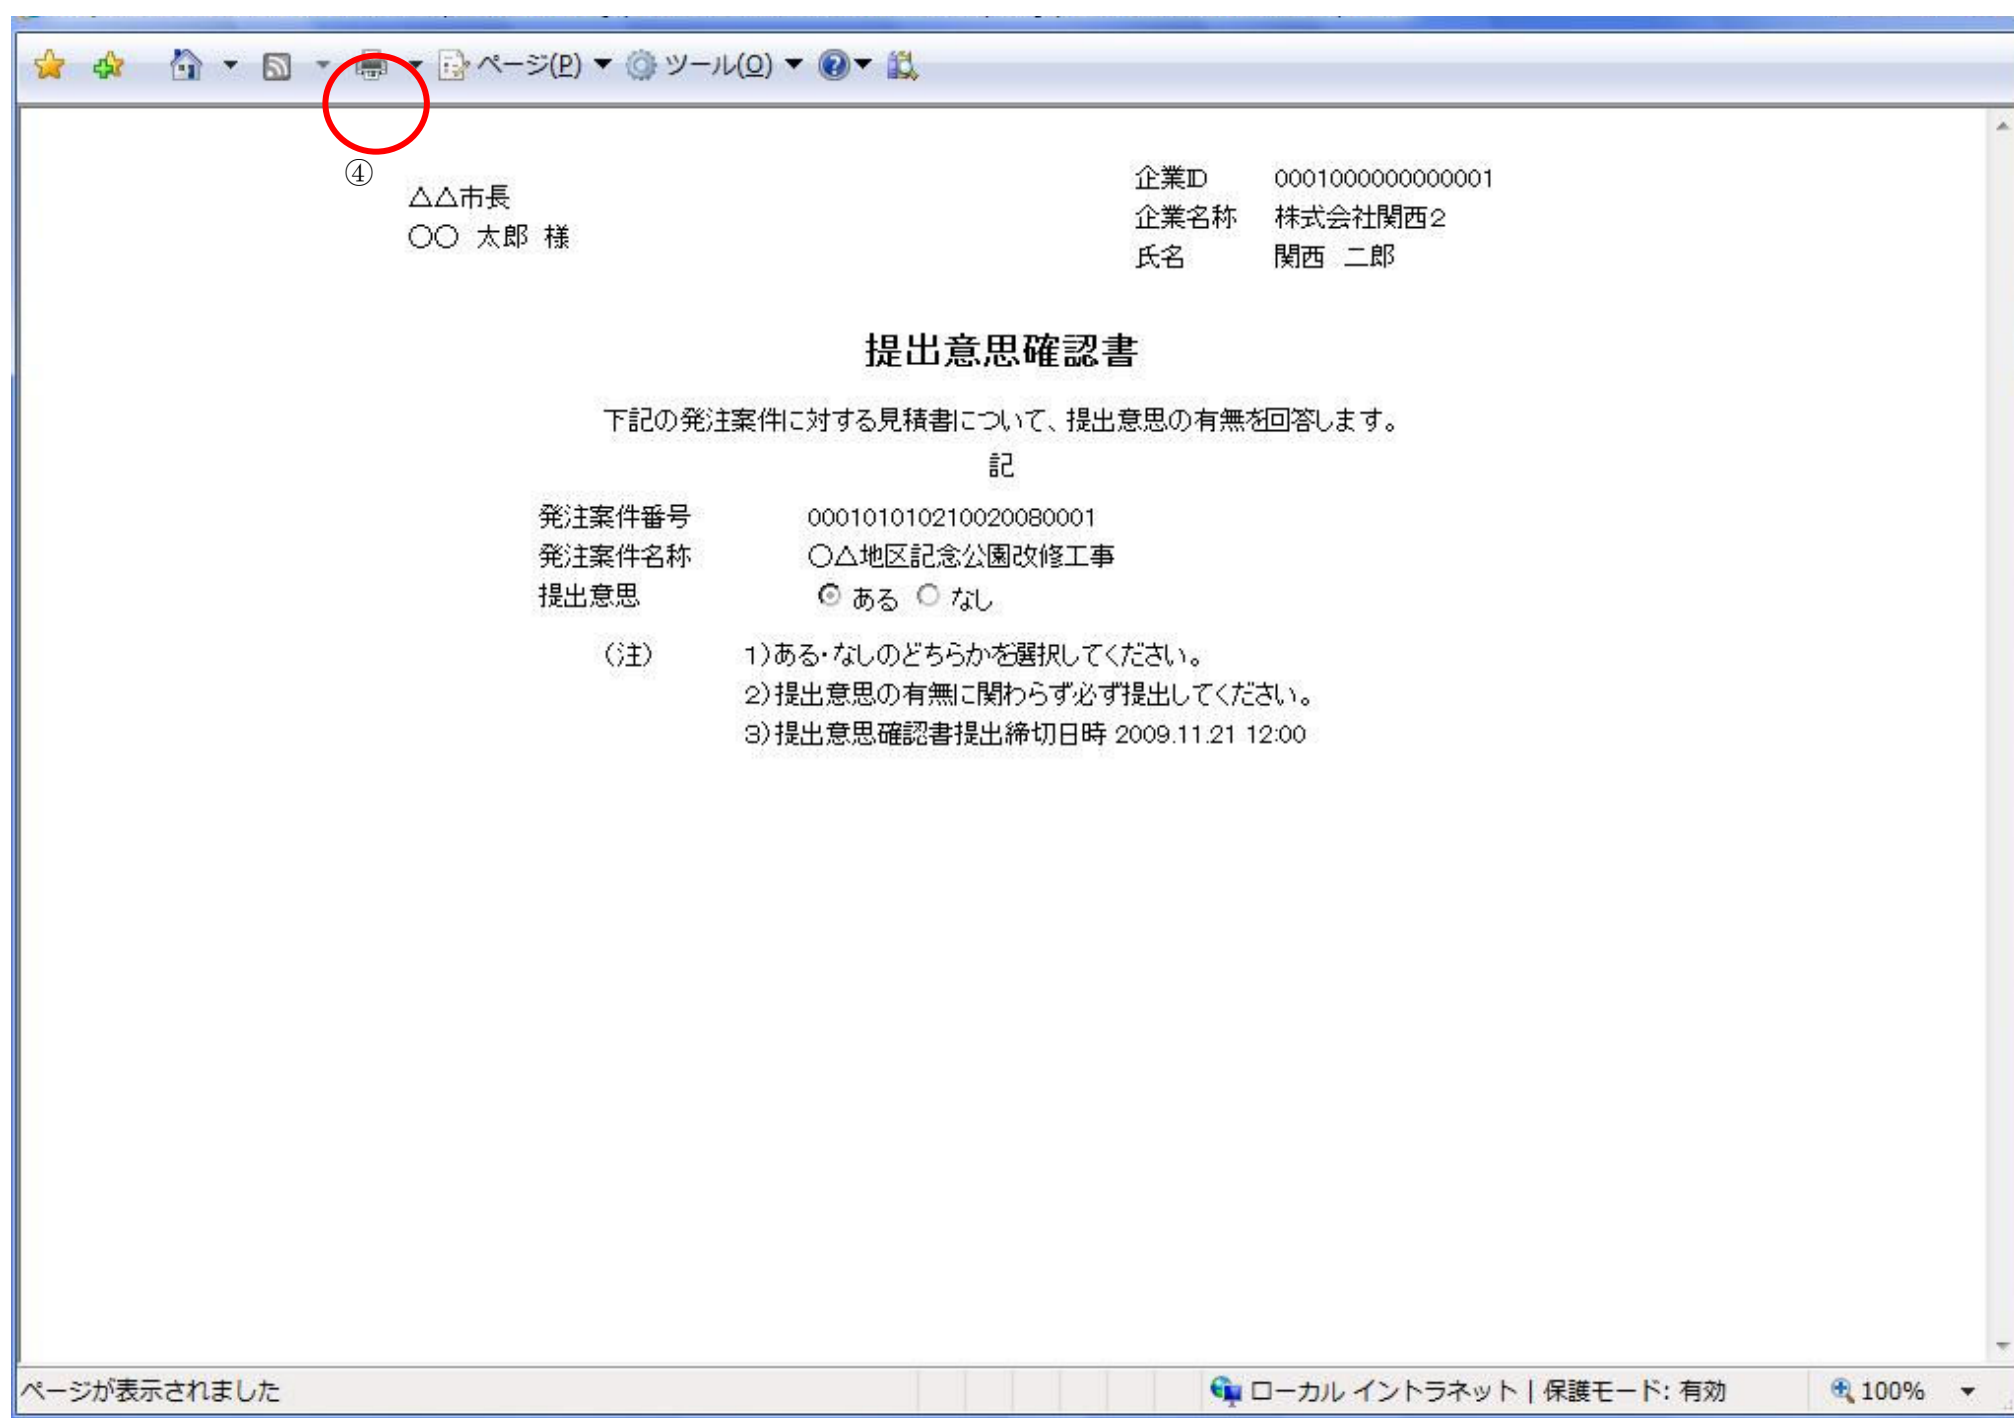 ページ(P) ツール(O)
④
△△市長
〇〇 太郎 様
企業ID 0001000000000001
企業名称 株式会社関西2
氏名 関西 二郎
提出意思確認書
下記の発注案件に対する見積書について、提出意思の有無を回答します。
記
発注案件番号 000101010210020080001
発注案件名称 〇△地区記念公園改修工事
提出意思 ある なし
(注) 1)ある・なしのどちらかを選択してください。
2)提出意思の有無に関わらず必ず提出してください。
3)提出意思確認書提出締切日時 2009.11.21 12:00
ページが表示されました ローカル イントラネット | 保護モード: 有効 100%